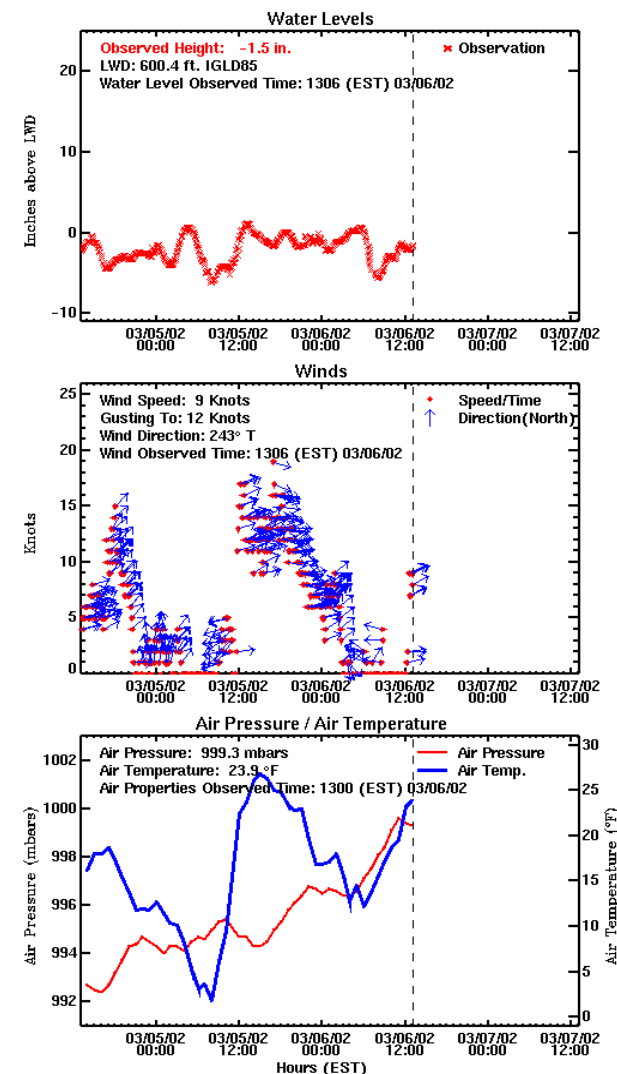 Water Levels
Observed Height: -1.5 in.
× Observation
LWD: 600.4 ft. IGLD85
Water Level Observed Time: 1306 (EST) 03/06/02
20
10
0
-10
Inches above LWD
03/05/02 03/05/02 03/06/02 03/06/02 03/07/02 03/07/02
00:00 12:00 00:00 12:00 00:00 12:00
Winds
Wind Speed: 9 Knots
Speed/Time
Gusting To: 12 Knots
Direction(North)
Wind Direction: 243° T
Wind Observed Time: 1306 (EST) 03/06/02
25
20
15
10
5
0
Knots
03/05/02 03/05/02 03/06/02 03/06/02 03/07/02 03/07/02
00:00 12:00 00:00 12:00 00:00 12:00
Air Pressure / Air Temperature
Air Pressure: 999.3 mbars
Air Pressure
Air Temperature: 23.9 °F
Air Temp.
Air Properties Observed Time: 1300 (EST) 03/06/02
1002
1000
998
996
994
992
Air Pressure (mbars)
30
25
20
15
10
5
0
Air Temperature (°F)
03/05/02 03/05/02 03/06/02 03/06/02 03/07/02 03/07/02
00:00 12:00 00:00 12:00 00:00 12:00
Hours (EST)